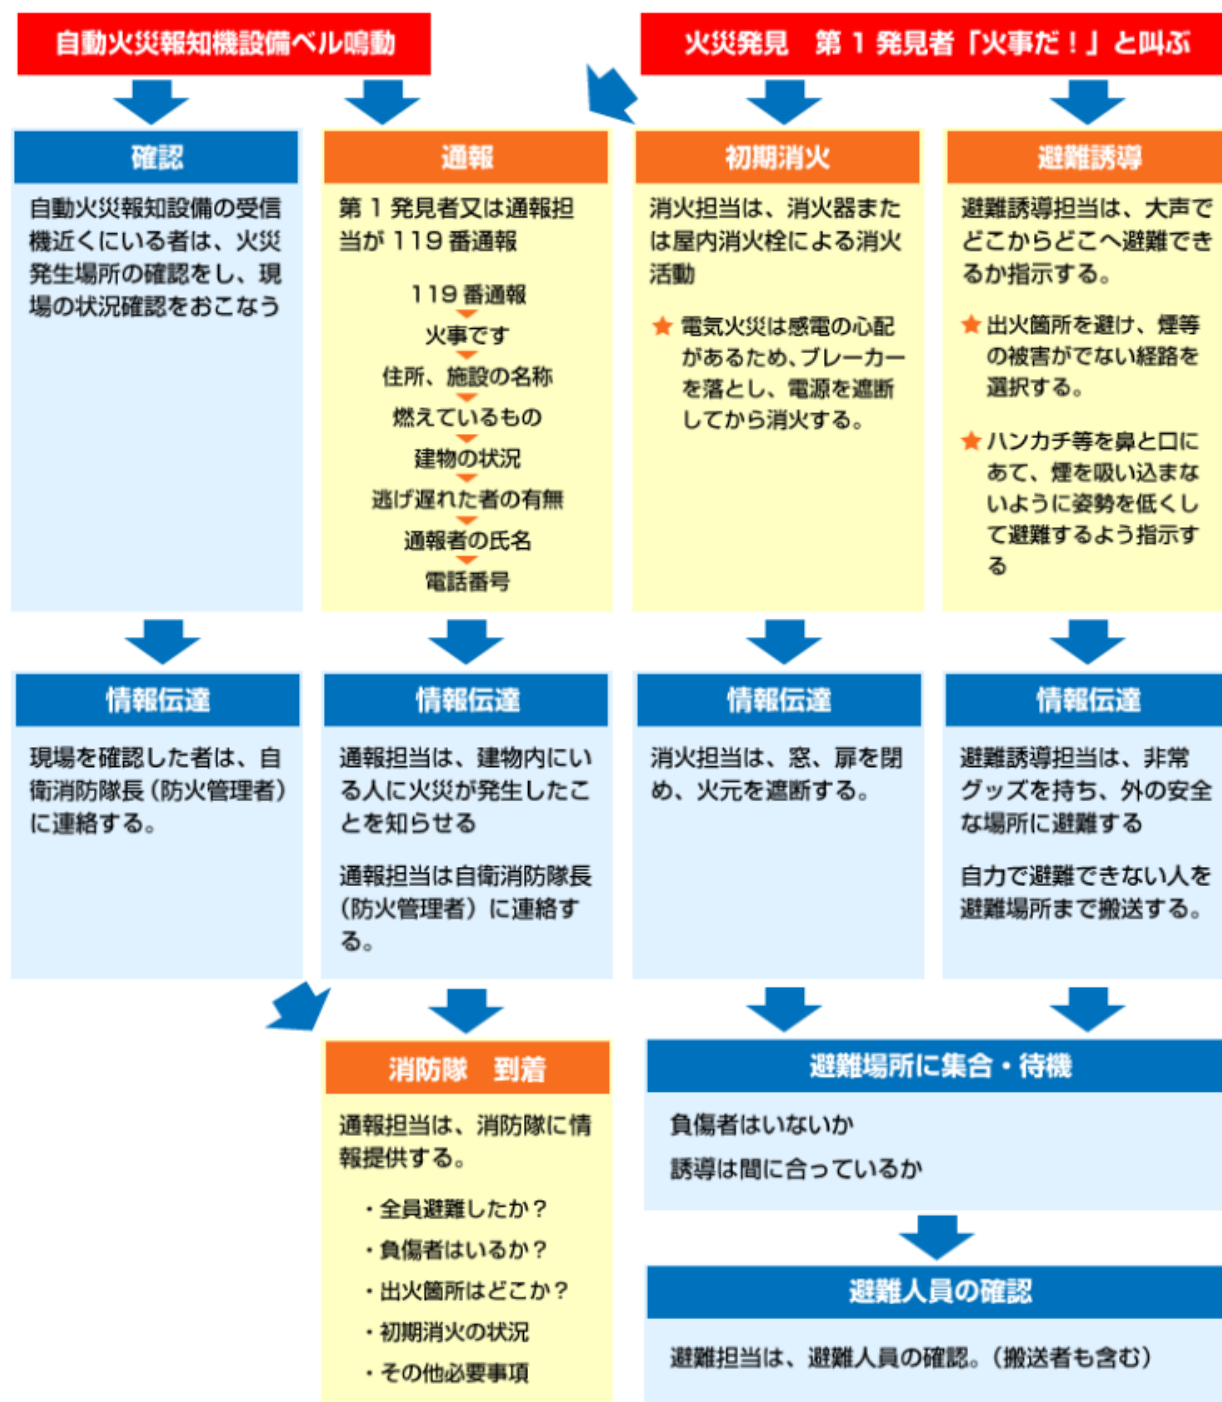 自動火災報知機設備ベル鳴動
火災発見 第1発見者「火事だ！」と叫ぶ
確認
自動火災報知設備の受信
機近くにいる者は、火災
発生場所の確認をし、現
場の状況確認をおこなう
通報
第1発見者又は通報担
当が119番通報
119番通報
火事です
住所、施設の名称
燃えているもの
建物の状況
逃げ遅れた者の有無
通報者の氏名
電話番号
初期消火
消火担当は、消火器また
は屋内消火栓による消火
活動
★ 電気火災は感電の心配
があるため、ブレーカー
を落とし、電源を遮断
してから消火する。
避難誘導
避難誘導担当は、大声で
どこからどこへ避難でき
るか指示する。
★ 出火箇所を避け、煙等
の被害がでない経路を
選択する。
★ ハンカチ等を鼻と口に
あて、煙を吸い込まな
いように姿勢を低くし
て避難するよう指示す
る
情報伝達
現場を確認した者は、自
衛消防隊長（防火管理者）
に連絡する。
情報伝達
通報担当は、建物内にい
る人に火災が発生したこ
とを知らせる
通報担当は自衛消防隊長
（防火管理者）に連絡す
る。
情報伝達
消火担当は、窓、扉を閉
め、火元を遮断する。
情報伝達
避難誘導担当は、非常
グッズを持ち、外の安全
な場所に避難する
自力で避難できない人を
避難場所まで搬送する。
消防隊 到着
通報担当は、消防隊に情
報提供する。
・全員避難したか？
・負傷者はいるか？
・出火箇所はどこか？
・初期消火の状況
・その他必要事項
避難場所に集合・待機
負傷者はいないか
誘導は間に合っているか
避難人員の確認
避難担当は、避難人員の確認。（搬送者も含む）